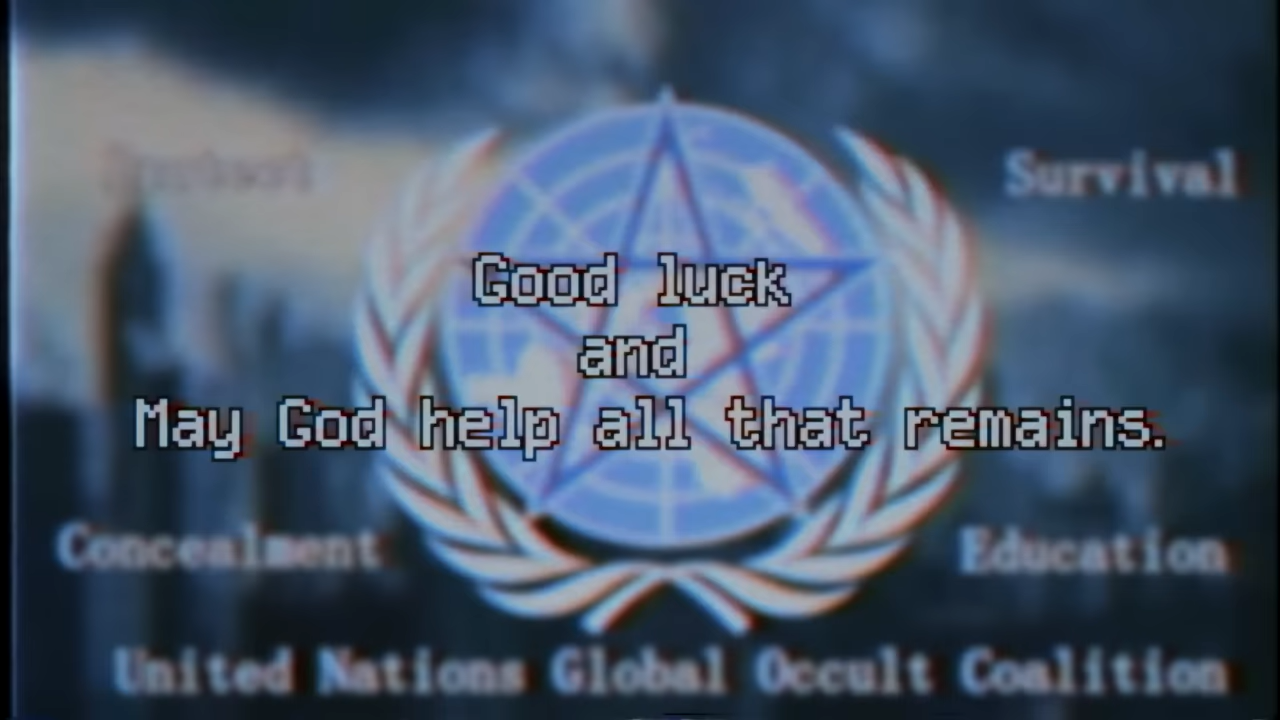 Survival
Good luck
and
May God help all that remains.
Concealment
Education
United Nations Global Occult Coalition